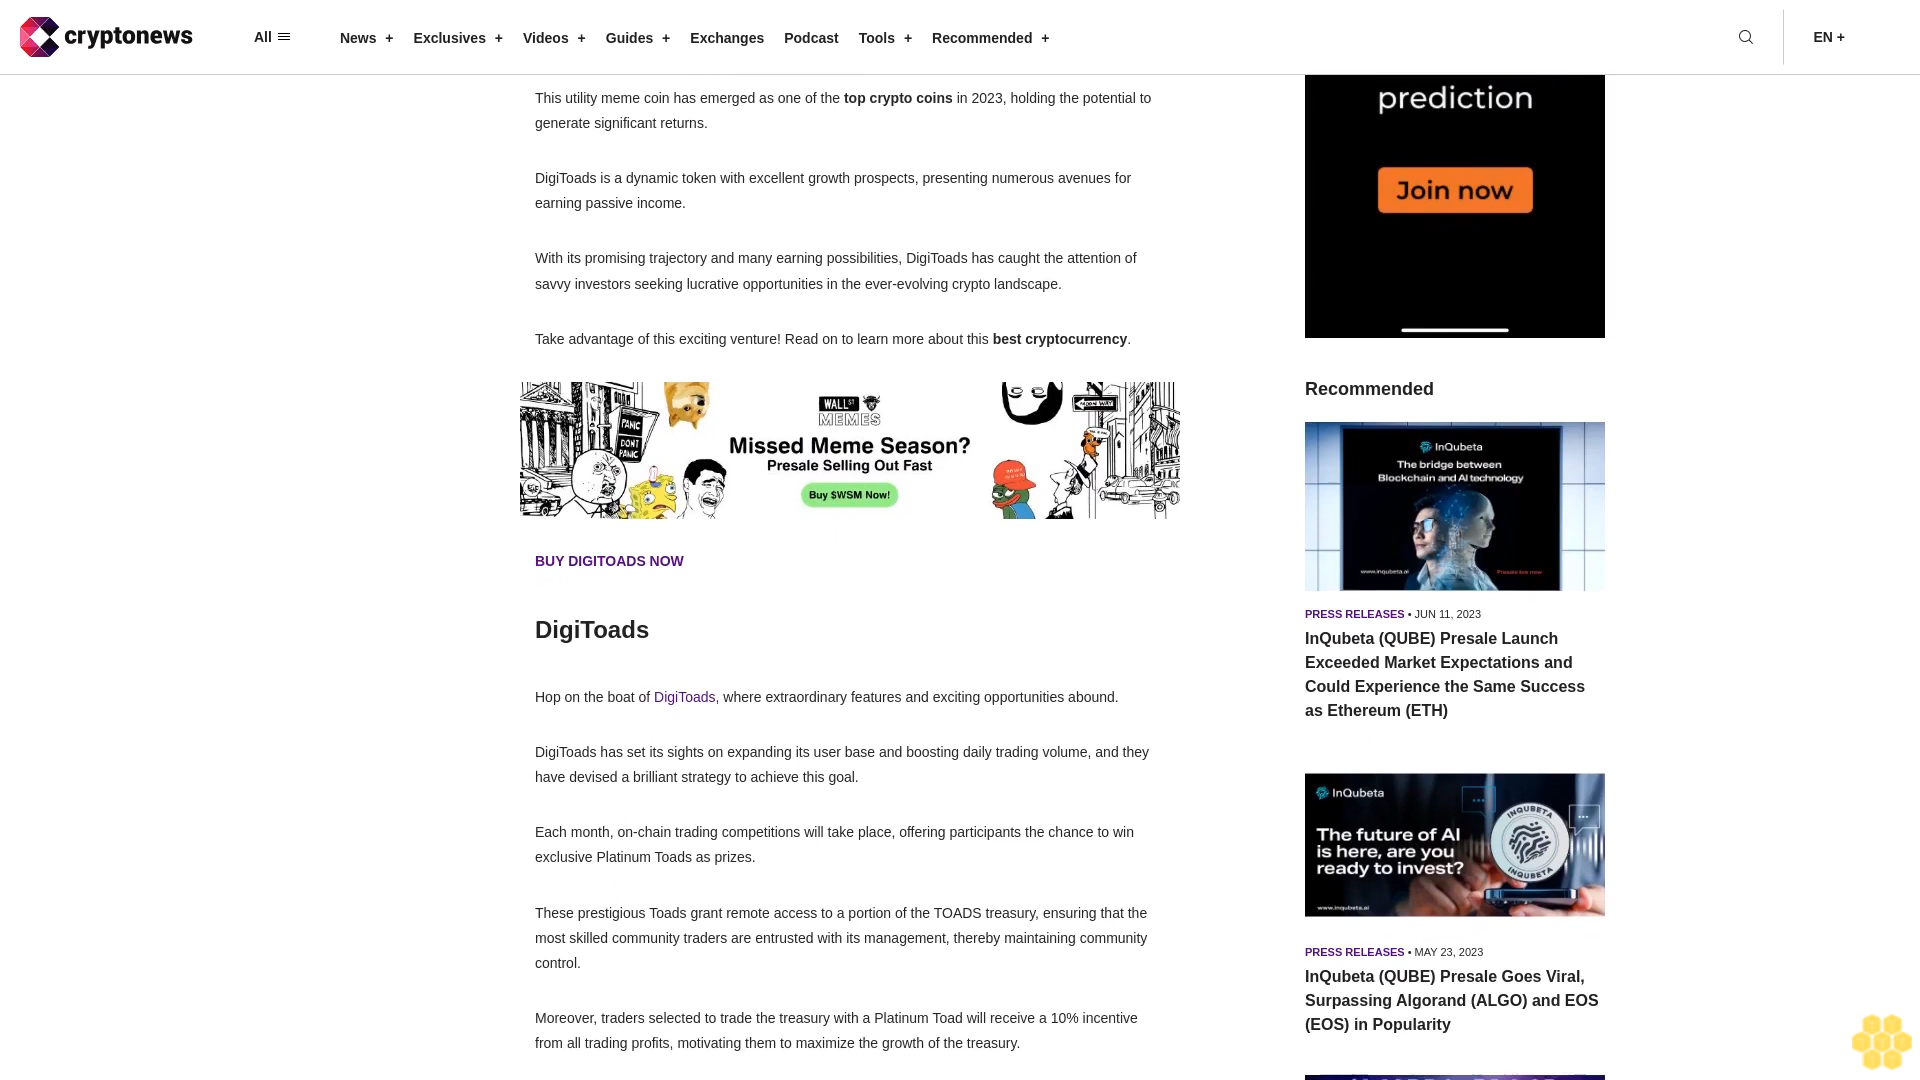 cryptonews
All
News + Exclusives + Videos + Guides + Exchanges Podcast Tools + Recommended +
EN +
This utility meme coin has emerged as one of the top crypto coins in 2023, holding the potential to
generate significant returns.
DigiToads is a dynamic token with excellent growth prospects, presenting numerous avenues for
earning passive income.
With its promising trajectory and many earning possibilities, DigiToads has caught the attention of
savvy investors seeking lucrative opportunities in the ever-evolving crypto landscape.
Take advantage of this exciting venture! Read on to learn more about this best cryptocurrency.
PANIC
DONT
PANIC
WALL ST
MEMES
Missed Meme Season?
Presale Selling Out Fast
Buy $WSM Now!
BUY DIGITOADS NOW
DigiToads
Hop on the boat of DigiToads, where extraordinary features and exciting opportunities abound.
DigiToads has set its sights on expanding its user base and boosting daily trading volume, and they
have devised a brilliant strategy to achieve this goal.
Each month, on-chain trading competitions will take place, offering participants the chance to win
exclusive Platinum Toads as prizes.
These prestigious Toads grant remote access to a portion of the TOADS treasury, ensuring that the
most skilled community traders are entrusted with its management, thereby maintaining community
control.
Moreover, traders selected to trade the treasury with a Platinum Toad will receive a 10% incentive
from all trading profits, motivating them to maximize the growth of the treasury.
prediction
Join now
Recommended
InQubeta
The bridge between
Blockchain and AI technology
www.inqubeta.ai
Presale live now
PRESS RELEASES • JUN 11, 2023
InQubeta (QUBE) Presale Launch
Exceeded Market Expectations and
Could Experience the Same Success
as Ethereum (ETH)
InQubeta
The future of AI
is here, are you
ready to invest?
www.inqubeta.ai
INQUBETA
INQUBETA
PRESS RELEASES • MAY 23, 2023
InQubeta (QUBE) Presale Goes Viral,
Surpassing Algorand (ALGO) and EOS
(EOS) in Popularity